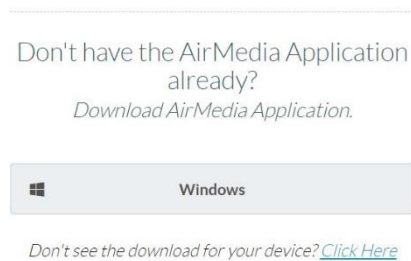 Don't have the AirMedia Application
already?
Download AirMedia Application.
Windows
Don't see the download for your device? Click Here